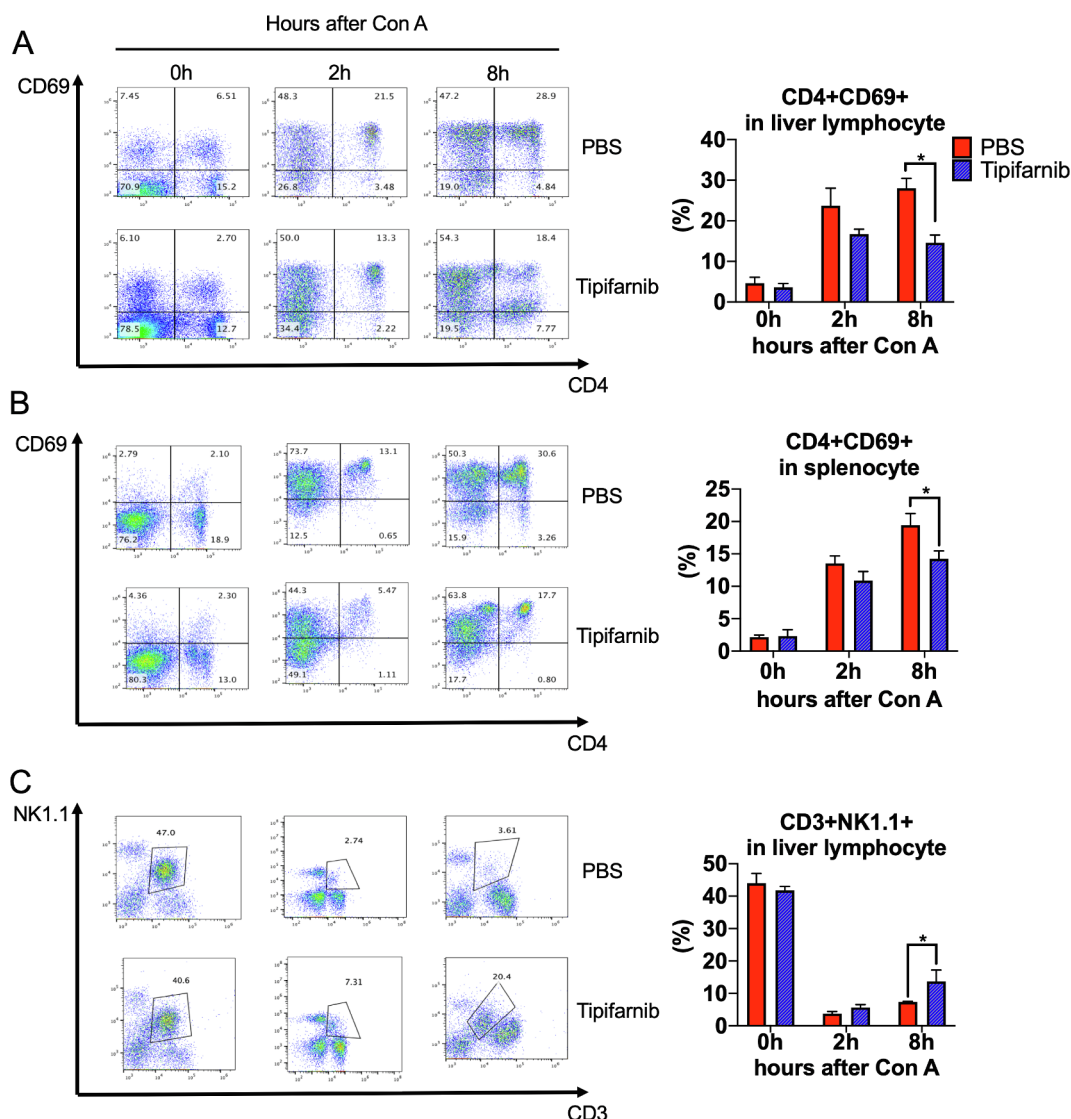 A
Hours after Con A
CD69
0h
2h
8h
7.45
6.51
70.9
15.2
48.3
21.5
26.8
3.48
47.2
28.9
19.0
4.84
PBS
6.10
2.70
78.5
12.7
50.0
13.3
34.4
2.22
54.3
18.4
19.5
7.77
Tipifarnib
CD4
CD4+CD69+
in liver lymphocyte
PBS
Tipifarnib
*
40
30
20
10
0
(%)
0h
2h
8h
hours after Con A
B
CD69
2.79
2.10
76.2
18.9
73.7
13.1
12.5
0.65
50.3
30.6
15.9
3.26
PBS
4.36
2.30
80.3
13.0
44.3
5.47
49.1
1.11
63.8
17.7
17.7
0.80
Tipifarnib
CD4
CD4+CD69+
in splenocyte
*
25
20
15
10
5
0
(%)
0h
2h
8h
hours after Con A
C
NK1.1
47.0
2.74
3.61
PBS
40.6
7.31
20.4
Tipifarnib
CD3
CD3+NK1.1+
in liver lymphocyte
*
50
40
30
20
10
0
(%)
0h
2h
8h
hours after Con A